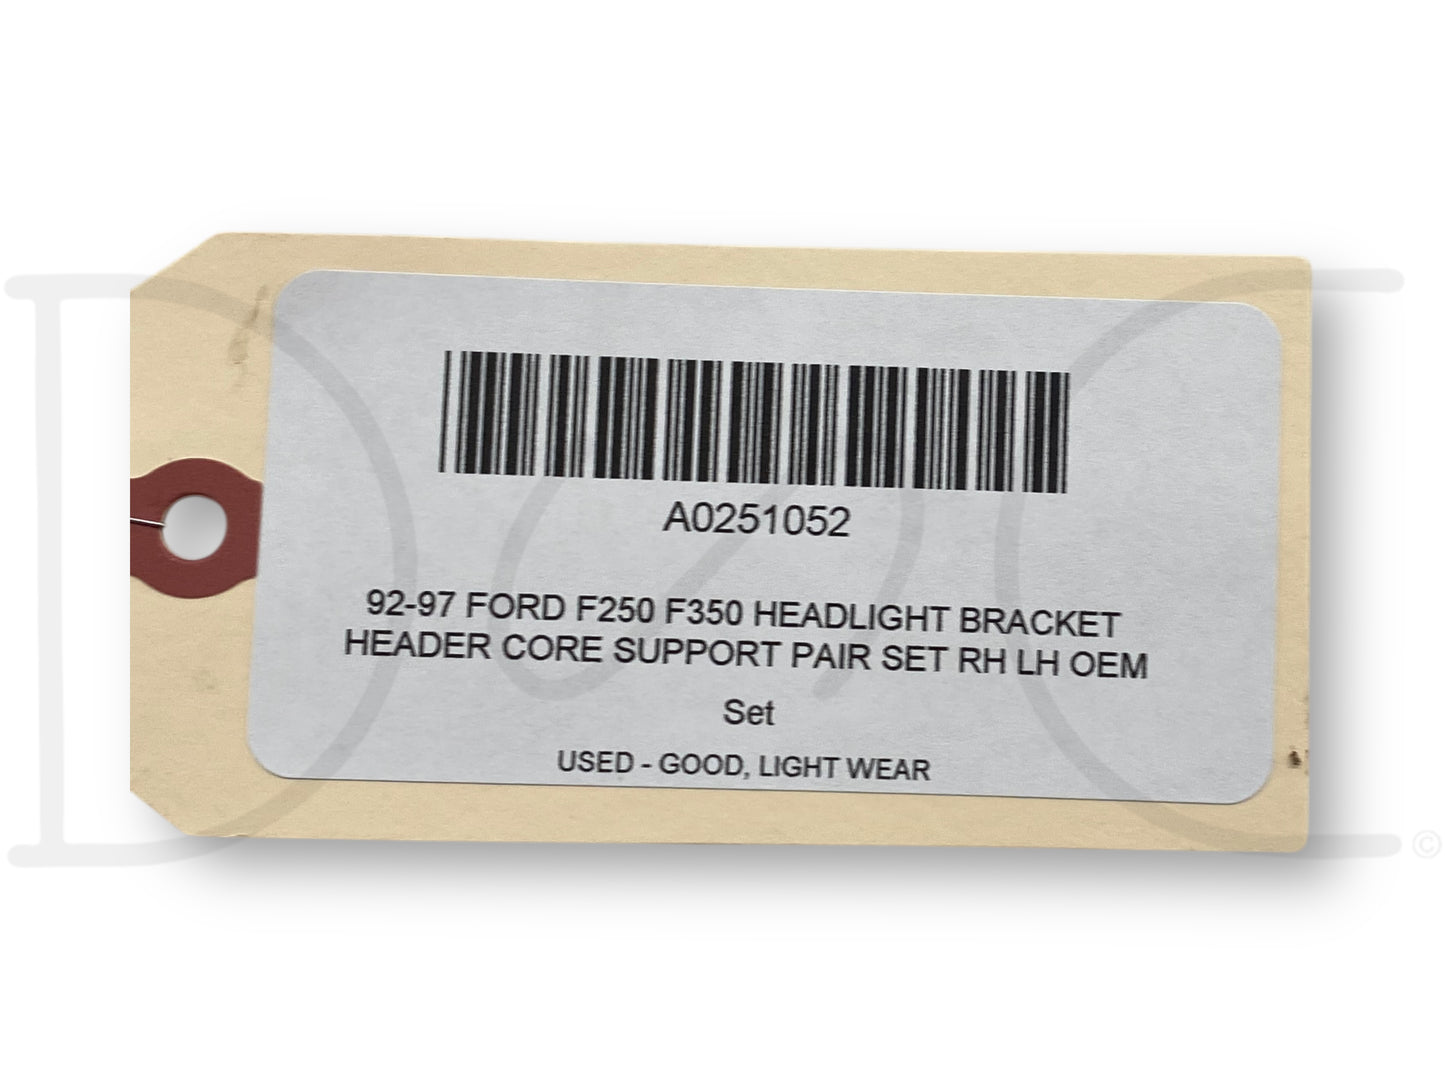 A0251052
92-97 FORD F250 F350 HEADLIGHT BRACKET
HEADER CORE SUPPORT PAIR SET RH LH OEM
Set
USED - GOOD, LIGHT WEAR
©